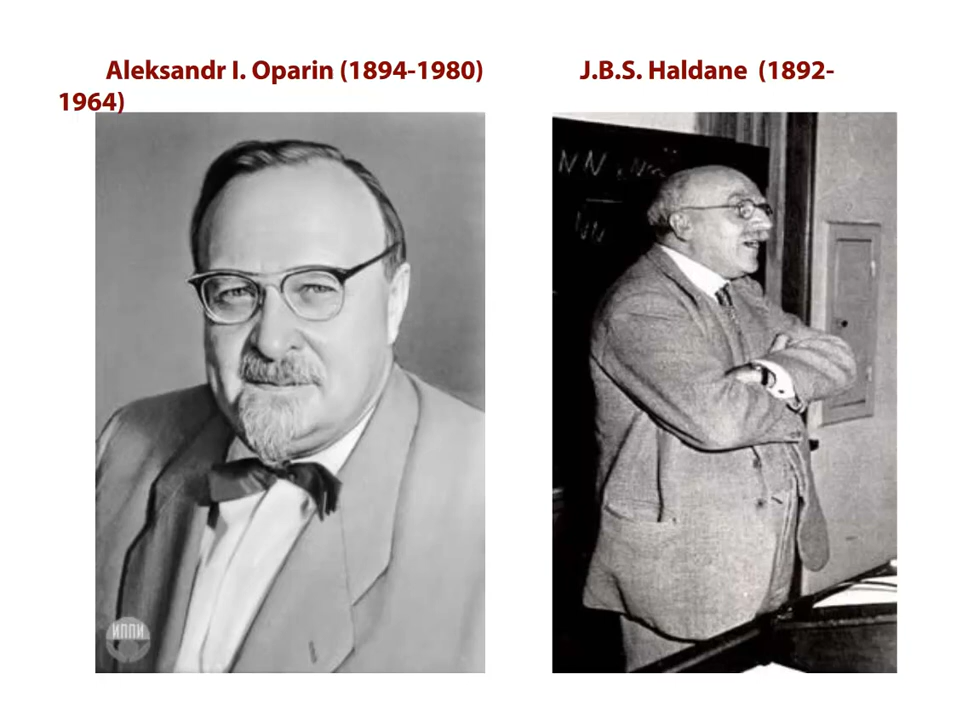 Aleksandr I. Oparin (1894-1980) J.B.S. Haldane (1892-
1964)
N N
ИППИ